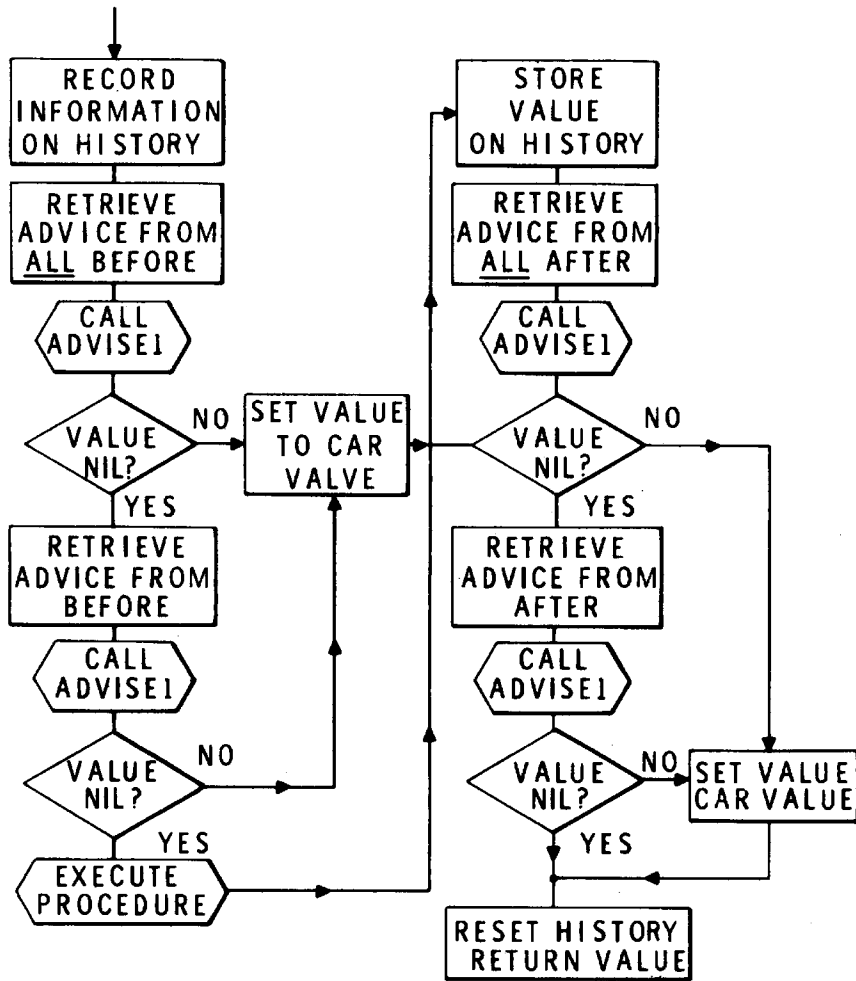 RECORD
INFORMATION
ON HISTORY
RETRIEVE
ADVICE FROM
ALL BEFORE
CALL
ADVISE1
VALUE
NIL?
NO
SET VALUE
TO CAR
VALVE
YES
RETRIEVE
ADVICE FROM
BEFORE
CALL
ADVISE1
VALUE
NIL?
NO
YES
EXECUTE
PROCEDURE
STORE
VALUE
ON HISTORY
RETRIEVE
ADVICE FROM
ALL AFTER
CALL
ADVISE1
VALUE
NIL?
NO
YES
RETRIEVE
ADVICE FROM
AFTER
CALL
ADVISE1
VALUE
NIL?
NO
SET VALUE
CAR VALUE
YES
RESET HISTORY
RETURN VALUE